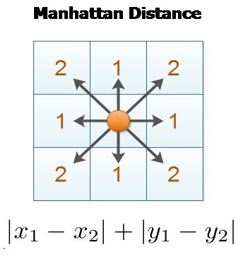 Manhattan Distance
2 1 2
1 1
2 1 2
|x₁ − x₂| + |y₁ − y₂|